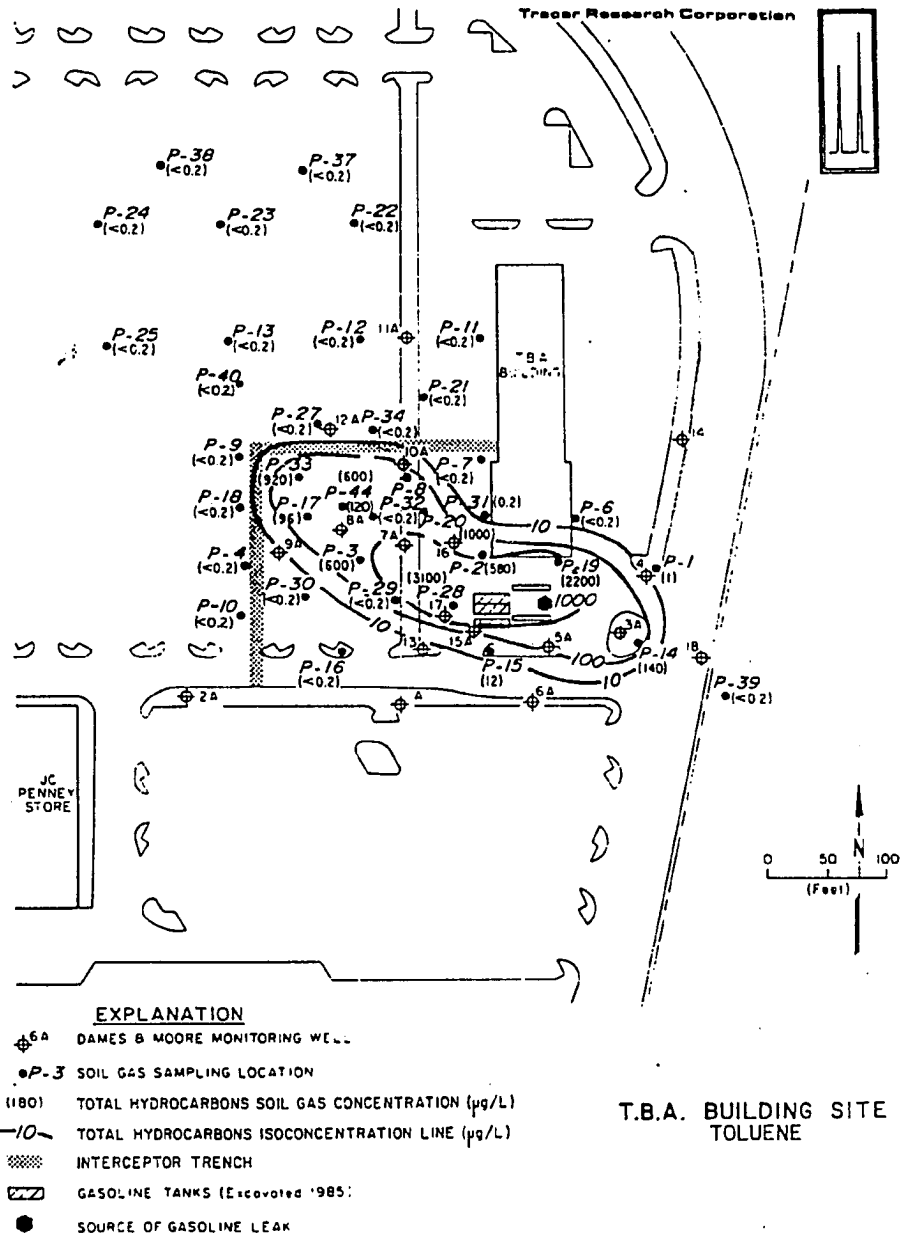 Tracer Research Corporation
P-38
(<0.2)
P-37
(<0.2)
P-24
(<0.2)
P-23
(<0.2)
P-22
(<0.2)
P-25
(<0.2)
P-13
(<0.2)
P-12
(<0.2)
11A
P-11
(<0.2)
T.B.A.
BUILDING
P-40
(<0.2)
P-21
(<0.2)
P-27
(<0.2)
12A
P-34
(<0.2)
14
P-9
(<0.2)
10A
P-33
(920)
(600)
P-8
P-7
(<0.2)
P-18
(<0.2)
P-17
(96)
P-44
(120)
8A
P-32
(<0.2)
P-31
(0.2)
P-6
(<0.2)
10
P-20
(1000)
16
7A
9A
P-4
(<0.2)
P-3
(600)
P-2
(580)
P-19
(2200)
4
P-1
(11)
(3100)
P-30
(<0.2)
P-29
(<0.2)
P-28
17
1000
P-10
(<0.2)
10
15A
3A
13
5A
100
P-14
(140)
18
P-16
(<0.2)
P-15
(12)
10
P-39
(<0.2)
2A
A
6A
JC
PENNEY
STORE
N
0 50 100
(Feet)
EXPLANATION
6A DAMES & MOORE MONITORING WELL
P-3 SOIL GAS SAMPLING LOCATION
(180) TOTAL HYDROCARBONS SOIL GAS CONCENTRATION (µg/L)
10 TOTAL HYDROCARBONS ISOCONCENTRATION LINE (µg/L)
INTERCEPTOR TRENCH
GASOLINE TANKS (Excavated 1985)
SOURCE OF GASOLINE LEAK
T.B.A. BUILDING SITE
TOLUENE